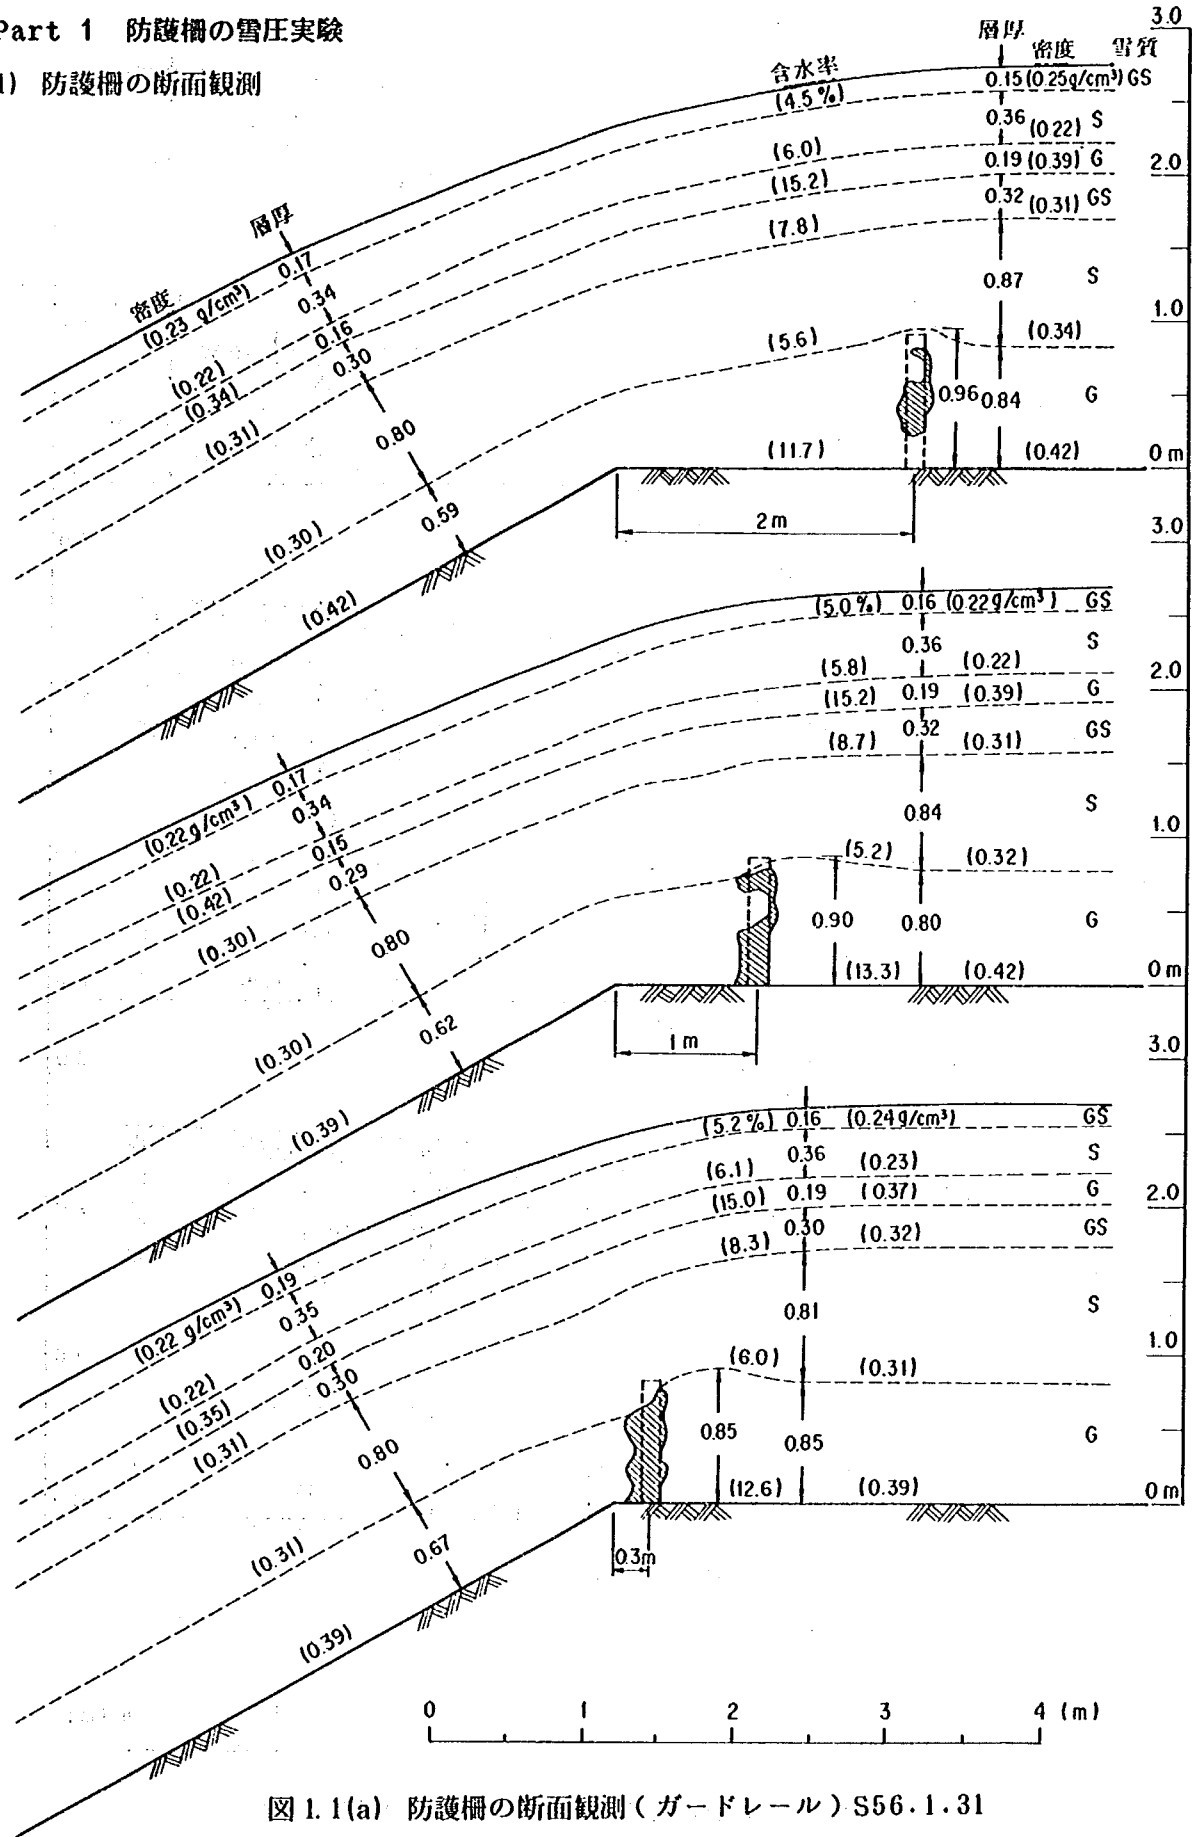 Part 1 防護柵の雪圧実験
1) 防護柵の断面観測
3.0
層厚 密度 雪質
含水率
(4.5%) 0.15 (0.25g/cm³) GS
0.36 (0.22) S
(6.0) 0.19 (0.39) G 2.0
(15.2) 0.32 (0.31) GS
(7.8)
0.87 S
1.0
(5.6) (0.34)
0.96 0.84 G
(11.7) (0.42) 0m
2m
層厚
密度
0.17
(0.23 g/cm³) 0.34
0.16
(0.22) 0.30
(0.34)
(0.31) 0.80
0.59
(0.30)
(0.42)
3.0
(5.0%) 0.16 (0.22g/cm³) GS
0.36 S
(5.8) (0.22) 2.0
(15.2) 0.19 (0.39) G
0.32 GS
(8.7) (0.31)
0.84 S
1.0
(5.2) (0.32)
0.90 0.80 G
(13.3) (0.42) 0m
1m
0.17
(0.22g/cm³) 0.34
0.15
(0.22) 0.29
(0.42)
(0.30) 0.80
0.62
(0.30)
(0.39)
3.0
(5.2%) 0.16 (0.24g/cm³) GS
0.36 S
(6.1) (0.23)
(15.0) 0.19 (0.37) G 2.0
0.30 GS
(8.3) (0.32)
0.81 S
1.0
(6.0) (0.31)
0.85 0.85 G
(12.6) (0.39) 0m
0.3m
0.19
(0.22 g/cm³) 0.35
0.20
(0.22) 0.30
(0.35)
(0.31) 0.80
0.67
(0.31)
(0.39)
0 1 2 3 4 (m)
図1.1(a) 防護柵の断面観測(ガードレール) S56.1.31